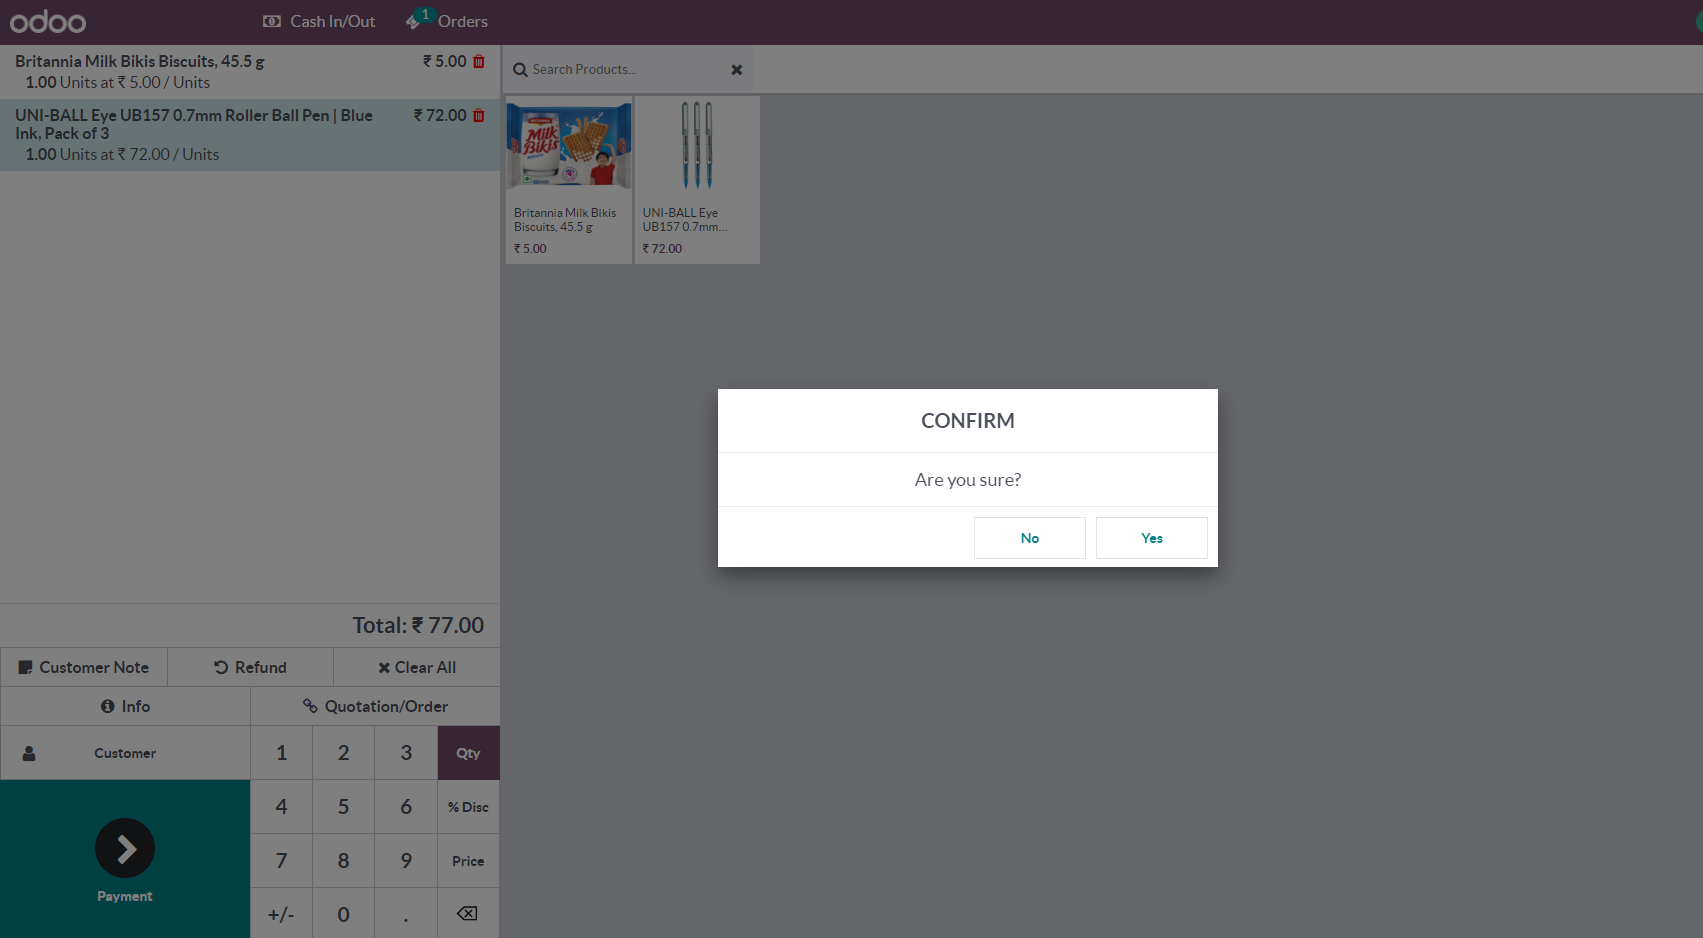 odoo
Cash In/Out
1
Orders
Britannia Milk Bikis Biscuits, 45.5 g
₹ 5.00
1.00 Units at ₹ 5.00 / Units
UNI-BALL Eye UB157 0.7mm Roller Ball Pen | Blue
Ink, Pack of 3
₹ 72.00
1.00 Units at ₹ 72.00 / Units
Search Products...
Milk
Bikis
Britannia Milk Bikis
Biscuits, 45.5 g
₹ 5.00
UNI-BALL Eye
UB157 0.7mm...
₹ 72.00
CONFIRM
Are you sure?
No
Yes
Total: ₹ 77.00
Customer Note
Refund
Clear All
Info
Quotation/Order
Customer
1 2 3 Qty
4 5 6 % Disc
7 8 9 Price
+/- 0 .
Payment